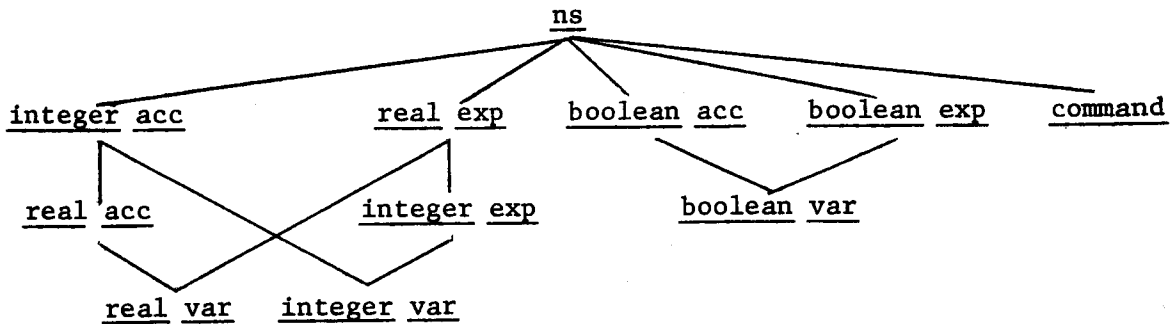 ns
integer acc real exp boolean acc boolean exp command
real acc integer exp boolean var
real var integer var